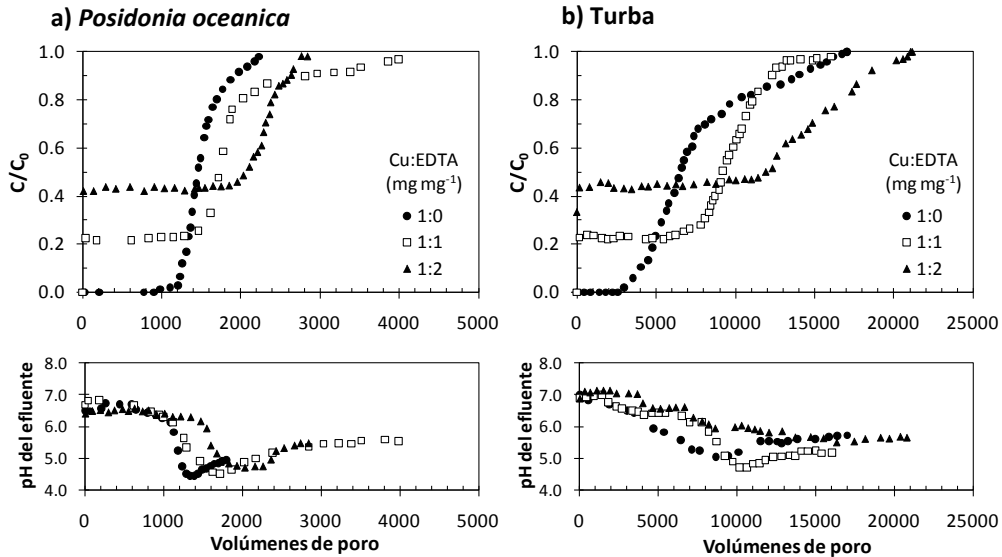 a) Posidonia oceanica
b) Turba
C/C0
1.0
0.8
0.6
0.4
0.2
0.0
Cu:EDTA
(mg mg-1)
1:0
1:1
1:2
0 1000 2000 3000 4000 5000
1.0
0.8
0.6
0.4
0.2
0.0
Cu:EDTA
(mg mg-1)
1:0
1:1
1:2
0 5000 10000 15000 20000 25000
pH del efluente
8.0
7.0
6.0
5.0
4.0
0 1000 2000 3000 4000 5000
Volúmenes de poro
pH del efluente
8.0
7.0
6.0
5.0
4.0
0 5000 10000 15000 20000 25000
Volúmenes de poro